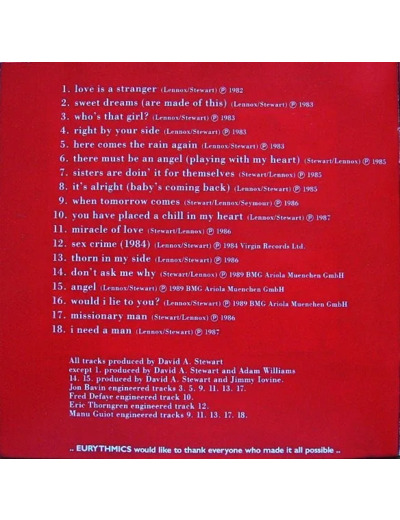 1. love is a stranger (Lennox/Stewart) ℗ 1982
2. sweet dreams (are made of this) (Lennox/Stewart) ℗ 1983
3. who's that girl? (Lennox/Stewart) ℗ 1983
4. right by your side (Lennox/Stewart) ℗ 1983
5. here comes the rain again (Lennox/Stewart) ℗ 1983
6. there must be an angel (playing with my heart) (Stewart/Lennox) ℗ 1985
7. sisters are doin' it for themselves (Stewart/Lennox) ℗ 1985
8. it's alright (baby's coming back) (Stewart/Lennox) ℗ 1985
9. when tomorrow comes (Stewart/Lennox/Seymour) ℗ 1986
10. you have placed a chill in my heart (Lennox/Stewart) ℗ 1987
11. miracle of love (Stewart/Lennox) ℗ 1986
12. sex crime (1984) (Lennox/Stewart) ℗ 1984 Virgin Records Ltd.
13. thorn in my side (Stewart/Lennox) ℗ 1986
14. don't ask me why (Stewart/Lennox) ℗ 1989 BMG Ariola Muenchen GmbH
15. angel (Stewart/Lennox) ℗ 1989 BMG Ariola Muenchen GmbH
16. would i lie to you? (Stewart/Lennox) ℗ 1989 BMG Ariola Muenchen GmbH
17. missionary man (Stewart/Lennox) ℗ 1986
18. i need a man (Lennox/Stewart) ℗ 1987
All tracks produced by David A. Stewart
except 1. produced by David A. Stewart and Adam Williams
14. 15. produced by David A. Stewart and Jimmy Iovine.
Jon Bavin engineered tracks 3. 5. 9. 11. 13. 17.
Fred Defaye engineered track 10.
Eric Thorngren engineered track 12.
Manu Guiot engineered tracks 9. 11. 13. 17. 18.
.. EURYTHMICS would like to thank everyone who made it all possible ..